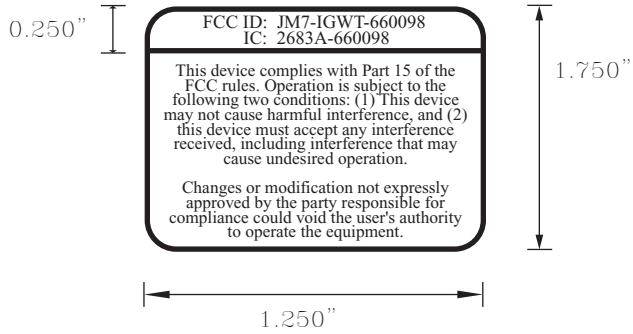 0.250"
FCC ID: JM7-IGWT-660098
IC: 2683A-660098
1.750"
This device complies with Part 15 of the
FCC rules. Operation is subject to the
following two conditions: (1) This device
may not cause harmful interference, and (2)
this device must accept any interference
received, including interference that may
cause undesired operation.
Changes or modification not expressly
approved by the party responsible for
compliance could void the user's authority
to operate the equipment.
1.250"